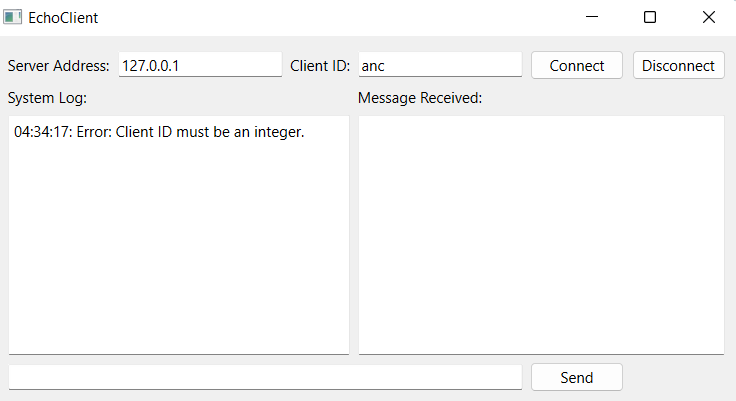 EchoClient
Server Address: 127.0.0.1 Client ID: anc Connect Disconnect
System Log: Message Received:
04:34:17: Error: Client ID must be an integer.
Send